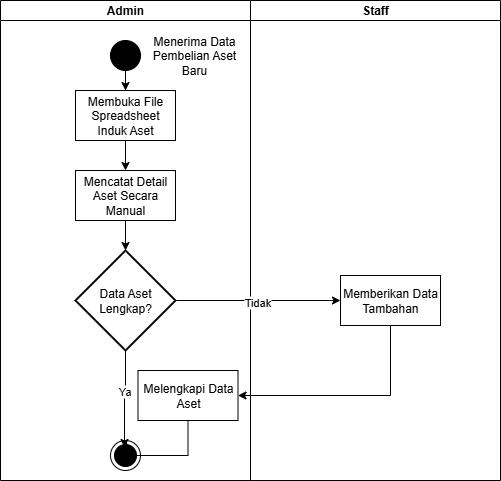 Admin
Staff
Menerima Data
Pembelian Aset
Baru
Membuka File
Spreadsheet
Induk Aset
Mencatat Detail
Aset Secara
Manual
Data Aset
Lengkap?
Tidak
Memberikan Data
Tambahan
Ya
Melengkapi Data
Aset